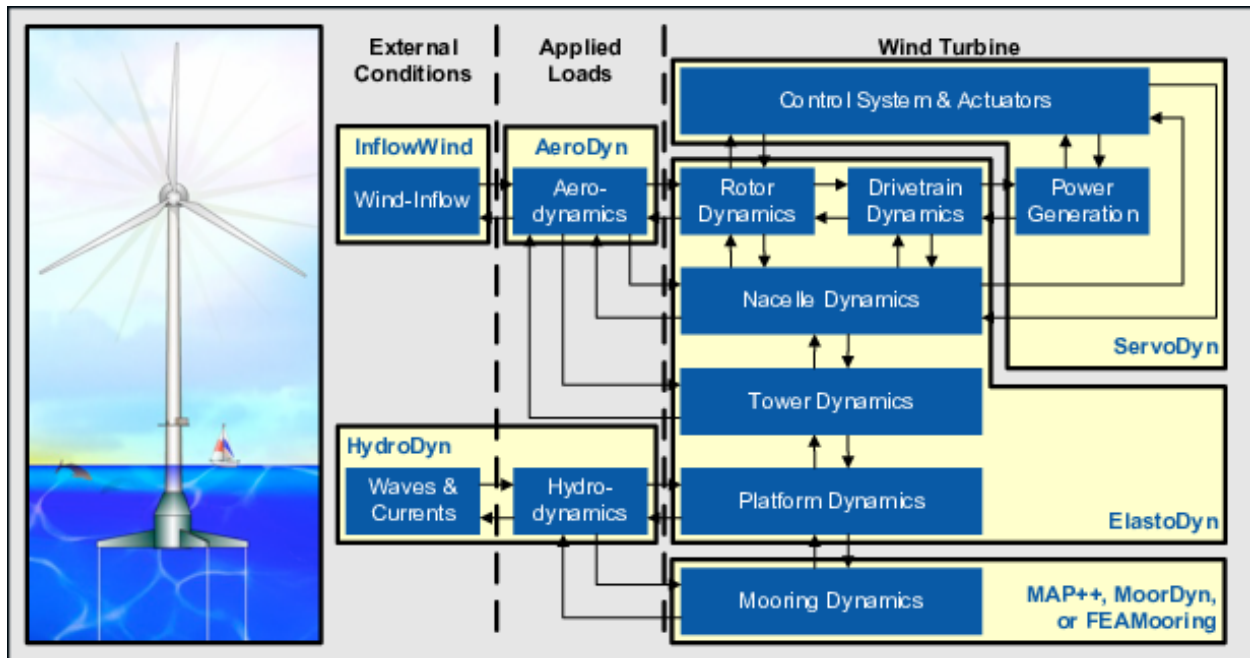 External
Conditions
Applied
Loads
Wind Turbine
Control System & Actuators
InflowWind
AeroDyn
Wind-Inflow
Aero-
dynamics
Rotor
Dynamics
Drivetrain
Dynamics
Power
Generation
Nacelle Dynamics
ServoDyn
Tower Dynamics
HydroDyn
Waves &
Currents
Hydro-
dynamics
Platform Dynamics
ElastoDyn
Mooring Dynamics
MAP++, MoorDyn,
or FEAMooring